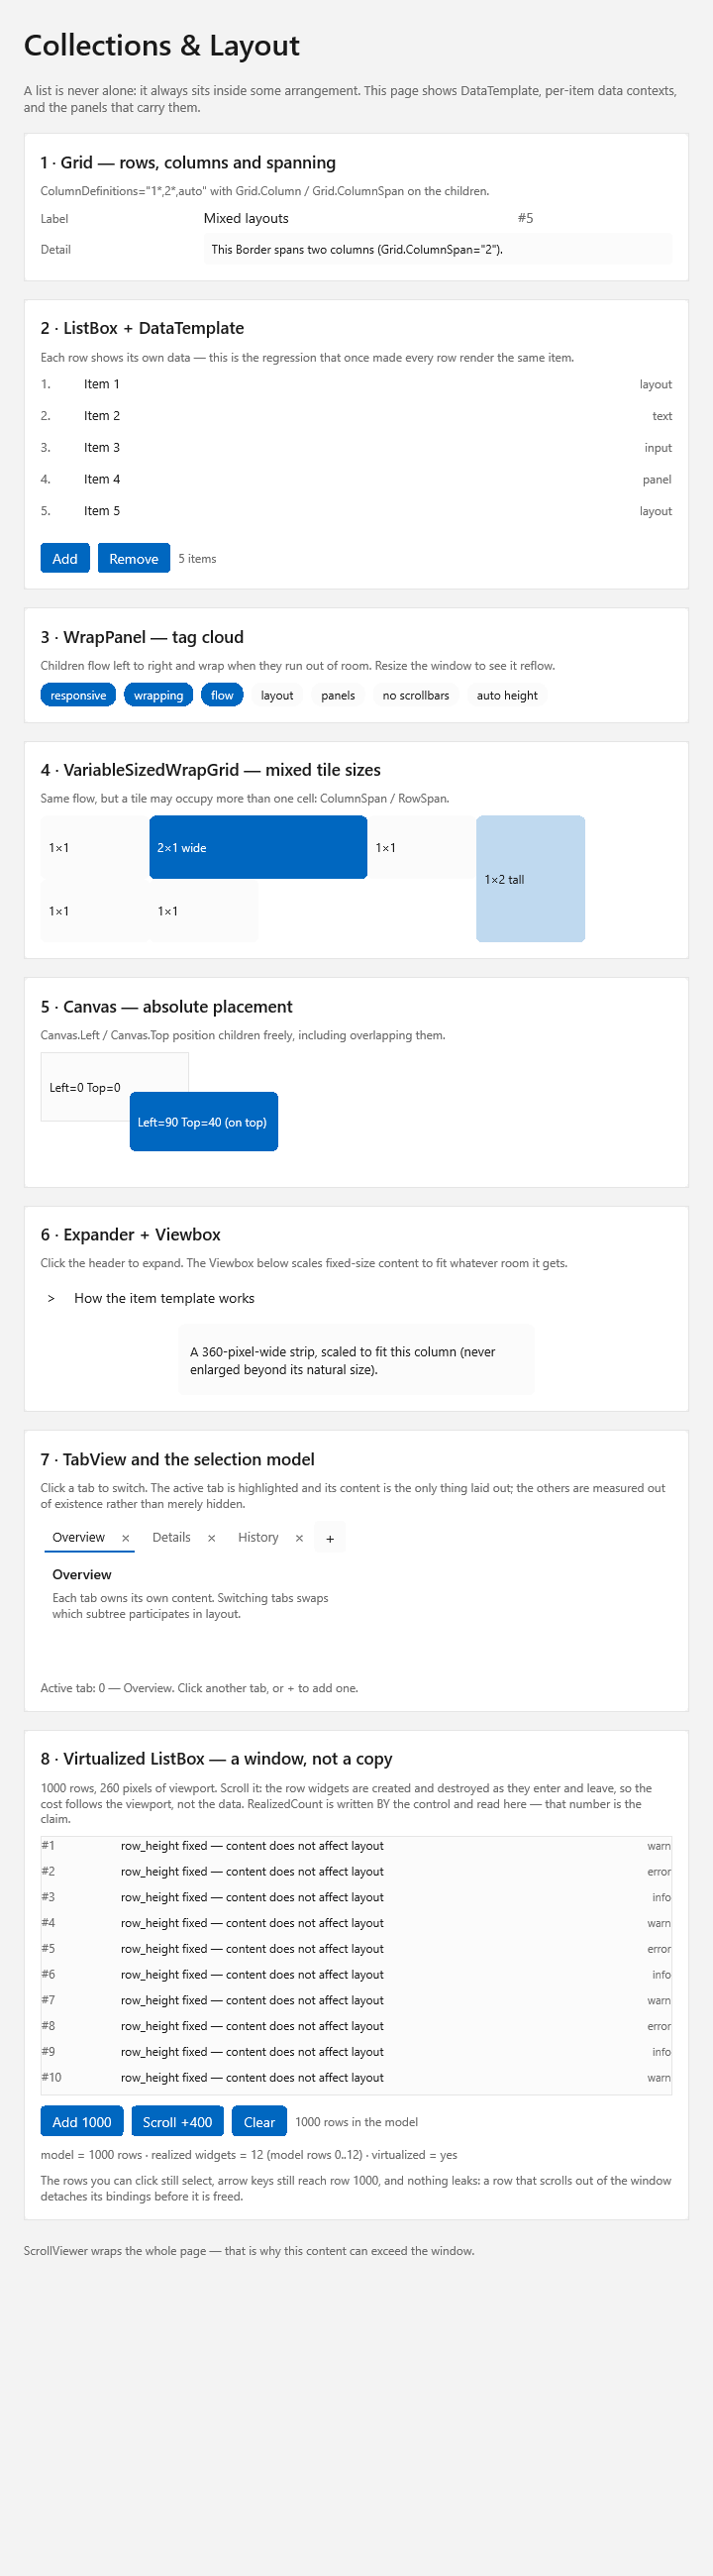 Collections & Layout
A list is never alone: it always sits inside some arrangement. This page shows DataTemplate, per-item data contexts,
and the panels that carry them.
1 · Grid — rows, columns and spanning
ColumnDefinitions="1*,2*,auto" with Grid.Column / Grid.ColumnSpan on the children.
Label Mixed layouts #5
Detail This Border spans two columns (Grid.ColumnSpan="2").
2 · ListBox + DataTemplate
Each row shows its own data — this is the regression that once made every row render the same item.
1. Item 1 layout
2. Item 2 text
3. Item 3 input
4. Item 4 panel
5. Item 5 layout
Add Remove 5 items
3 · WrapPanel — tag cloud
Children flow left to right and wrap when they run out of room. Resize the window to see it reflow.
responsive wrapping flow layout panels no scrollbars auto height
4 · VariableSizedWrapGrid — mixed tile sizes
Same flow, but a tile may occupy more than one cell: ColumnSpan / RowSpan.
1×1 2×1 wide 1×1
1×2 tall
1×1 1×1
5 · Canvas — absolute placement
Canvas.Left / Canvas.Top position children freely, including overlapping them.
Left=0 Top=0
Left=90 Top=40 (on top)
6 · Expander + Viewbox
Click the header to expand. The Viewbox below scales fixed-size content to fit whatever room it gets.
> How the item template works
A 360-pixel-wide strip, scaled to fit this column (never
enlarged beyond its natural size).
7 · TabView and the selection model
Click a tab to switch. The active tab is highlighted and its content is the only thing laid out; the others are measured out
of existence rather than merely hidden.
Overview × Details × History × +
Overview
Each tab owns its own content. Switching tabs swaps
which subtree participates in layout.
Active tab: 0 — Overview. Click another tab, or + to add one.
8 · Virtualized ListBox — a window, not a copy
1000 rows, 260 pixels of viewport. Scroll it: the row widgets are created and destroyed as they enter and leave, so the
cost follows the viewport, not the data. RealizedCount is written BY the control and read here — that number is the
claim.
#1 row_height fixed — content does not affect layout warn
#2 row_height fixed — content does not affect layout error
#3 row_height fixed — content does not affect layout info
#4 row_height fixed — content does not affect layout warn
#5 row_height fixed — content does not affect layout error
#6 row_height fixed — content does not affect layout info
#7 row_height fixed — content does not affect layout warn
#8 row_height fixed — content does not affect layout error
#9 row_height fixed — content does not affect layout info
#10 row_height fixed — content does not affect layout warn
Add 1000 Scroll +400 Clear 1000 rows in the model
model = 1000 rows · realized widgets = 12 (model rows 0..12) · virtualized = yes
The rows you can click still select, arrow keys still reach row 1000, and nothing leaks: a row that scrolls out of the window
detaches its bindings before it is freed.
ScrollViewer wraps the whole page — that is why this content can exceed the window.